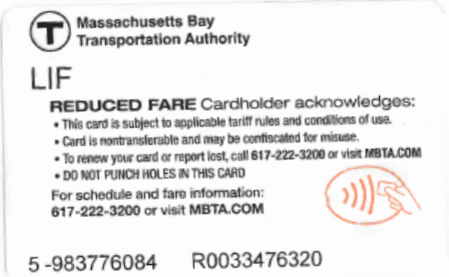 T Massachusetts Bay
Transportation Authority
LIF
REDUCED FARE Cardholder acknowledges:
• This card is subject to applicable tariff rules and conditions of use.
• Card is nontransferable and may be confiscated for misuse.
• To renew your card or report lost, call 617-222-3200 or visit MBTA.COM
• DO NOT PUNCH HOLES IN THIS CARD
For schedule and fare information:
617-222-3200 or visit MBTA.COM
5 -983776084 R0033476320